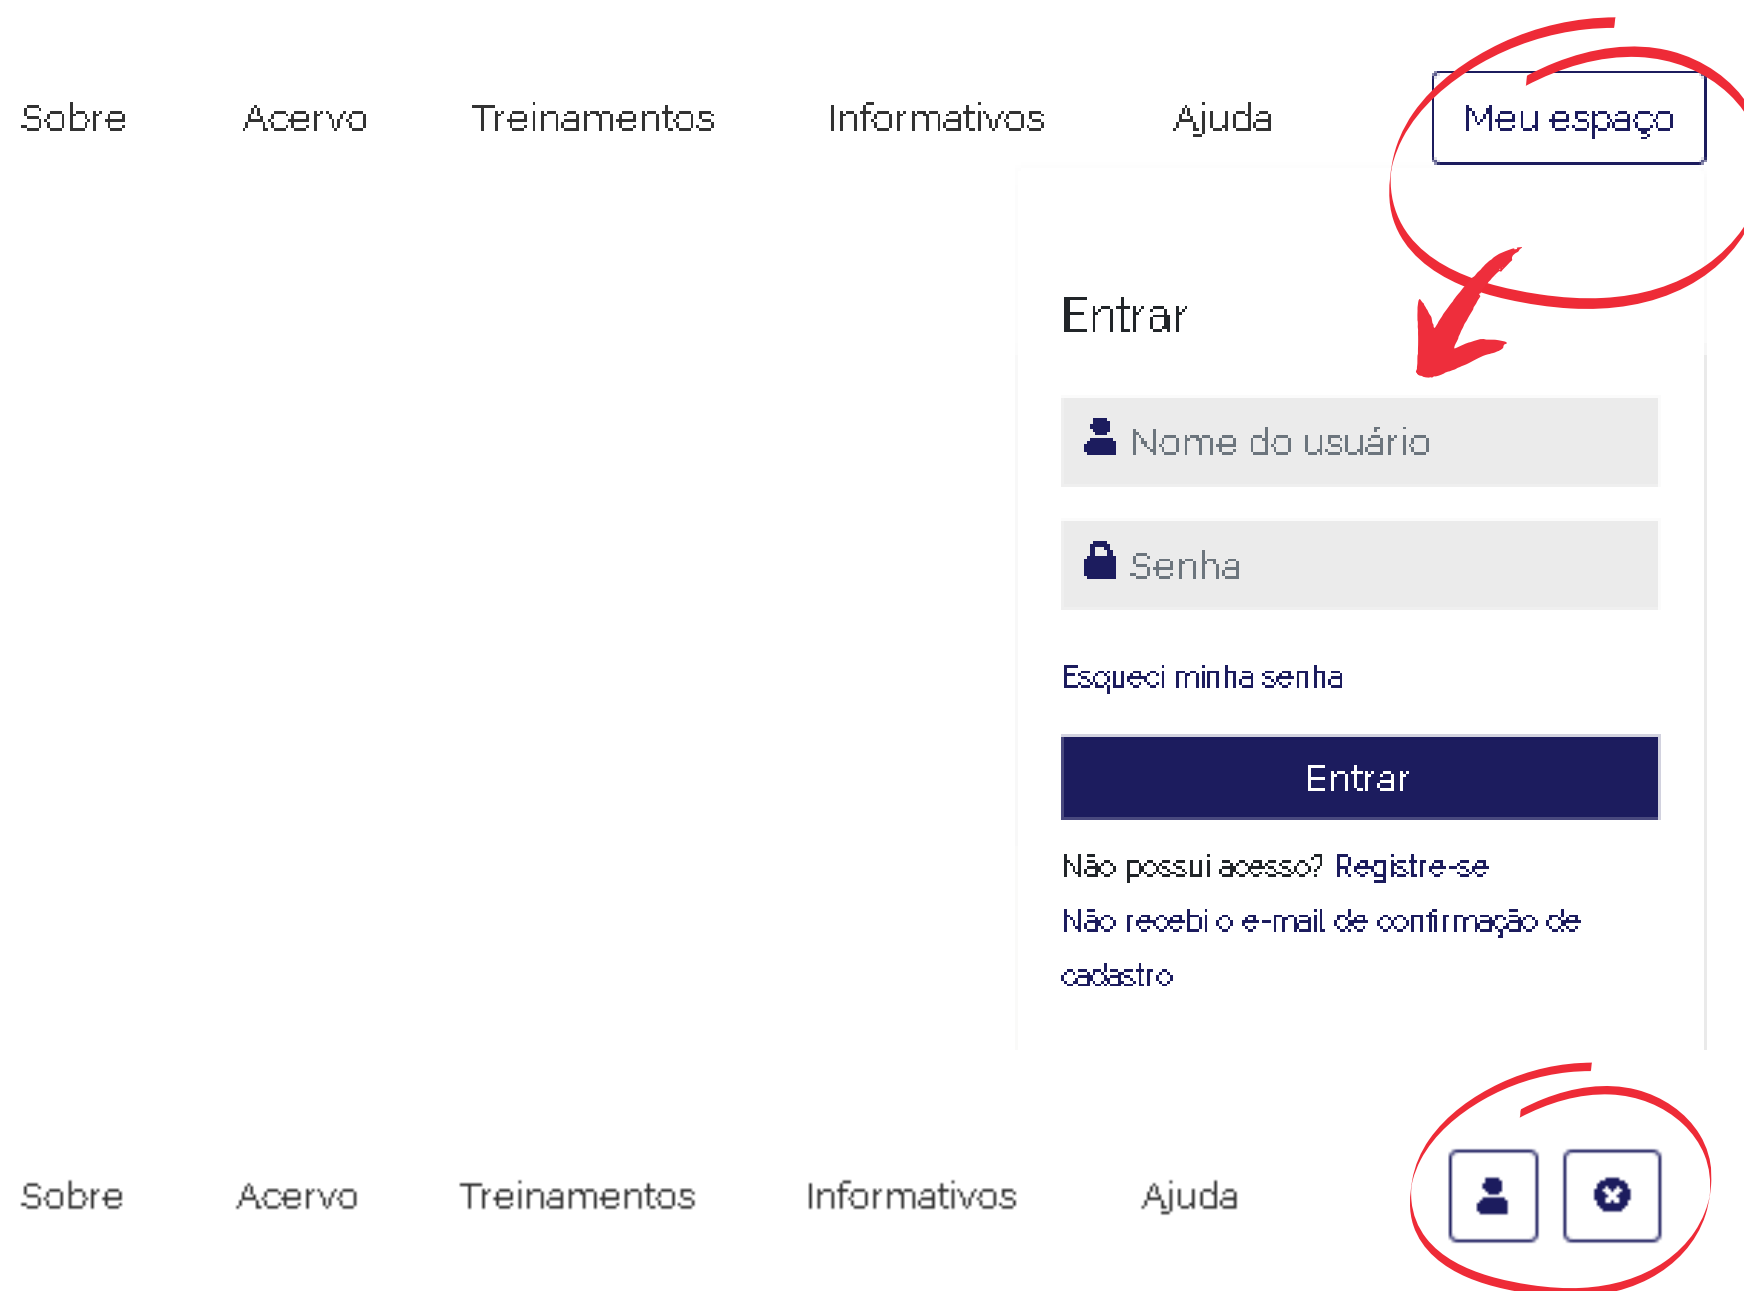 Sobre Acervo Treinamentos Informativos Ajuda Meu espaço
Entrar
Nome do usuário
Senha
Esqueci minha senha
Entrar
Não possui acesso? Registre-se
Não recebi o e-mail de confirmação de
cadastro
Sobre Acervo Treinamentos Informativos Ajuda